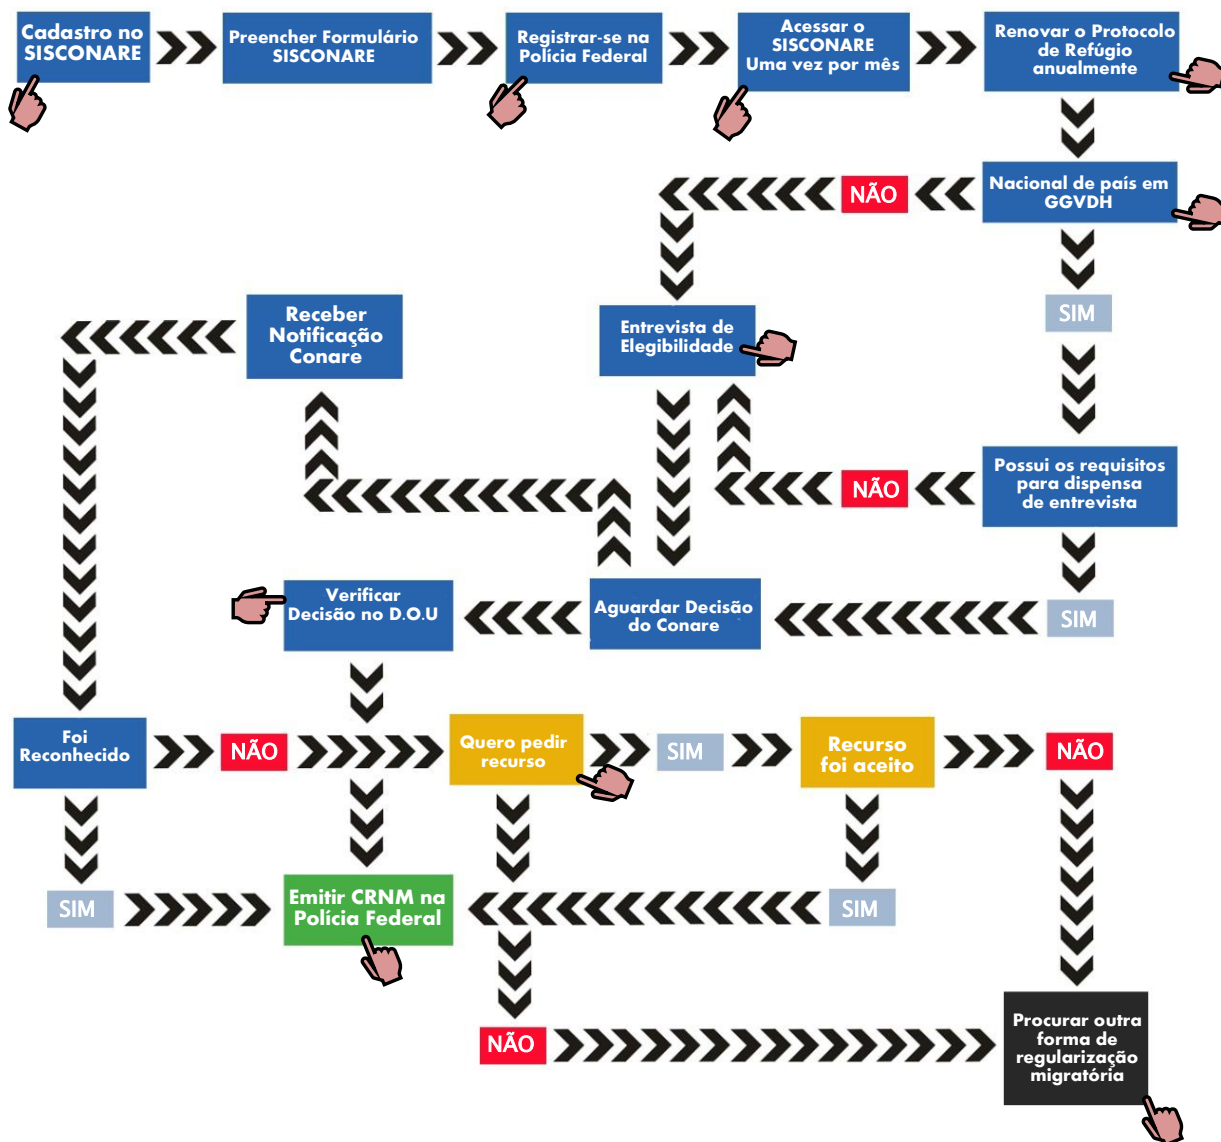 Cadastro no
SISCONARE
Preencher Formulário
SISCONARE
Registrar-se na
Polícia Federal
Acessar o
SISCONARE
Uma vez por mês
Renovar o Protocolo
de Refúgio
anualmente
NÃO
Nacional de país em
GGVDH
SIM
Receber
Notificação
Conare
Entrevista de
Elegibilidade
NÃO
Possui os requisitos
para dispensa
de entrevista
Verificar
Decisão no D.O.U
Aguardar Decisão
do Conare
SIM
Foi
Reconhecido
NÃO
Quero pedir
recurso
SIM
Recurso
foi aceito
NÃO
SIM
Emitir CRNM na
Polícia Federal
SIM
NÃO
Procurar outra
forma de
regularização
migratória